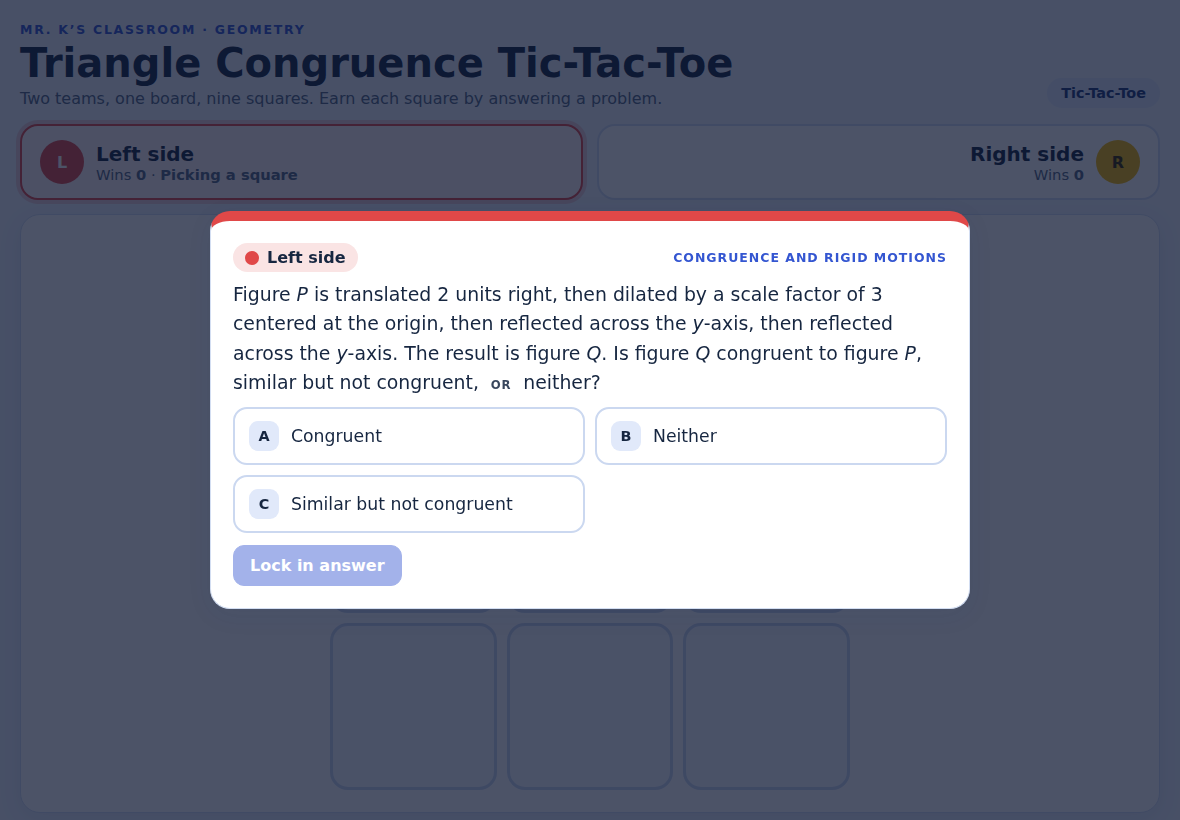 MR. K’S CLASSROOM · GEOMETRY
Triangle Congruence Tic-Tac-Toe
Two teams, one board, nine squares. Earn each square by answering a problem.
Tic-Tac-Toe
L
Left side
Wins 0 · Picking a square
Right side
Wins 0
R
Left side
CONGRUENCE AND RIGID MOTIONS
Figure P is translated 2 units right, then dilated by a scale factor of 3
centered at the origin, then reflected across the y-axis, then reflected
across the y-axis. The result is figure Q. Is figure Q congruent to figure P,
similar but not congruent, OR neither?
A Congruent
B Neither
C Similar but not congruent
Lock in answer